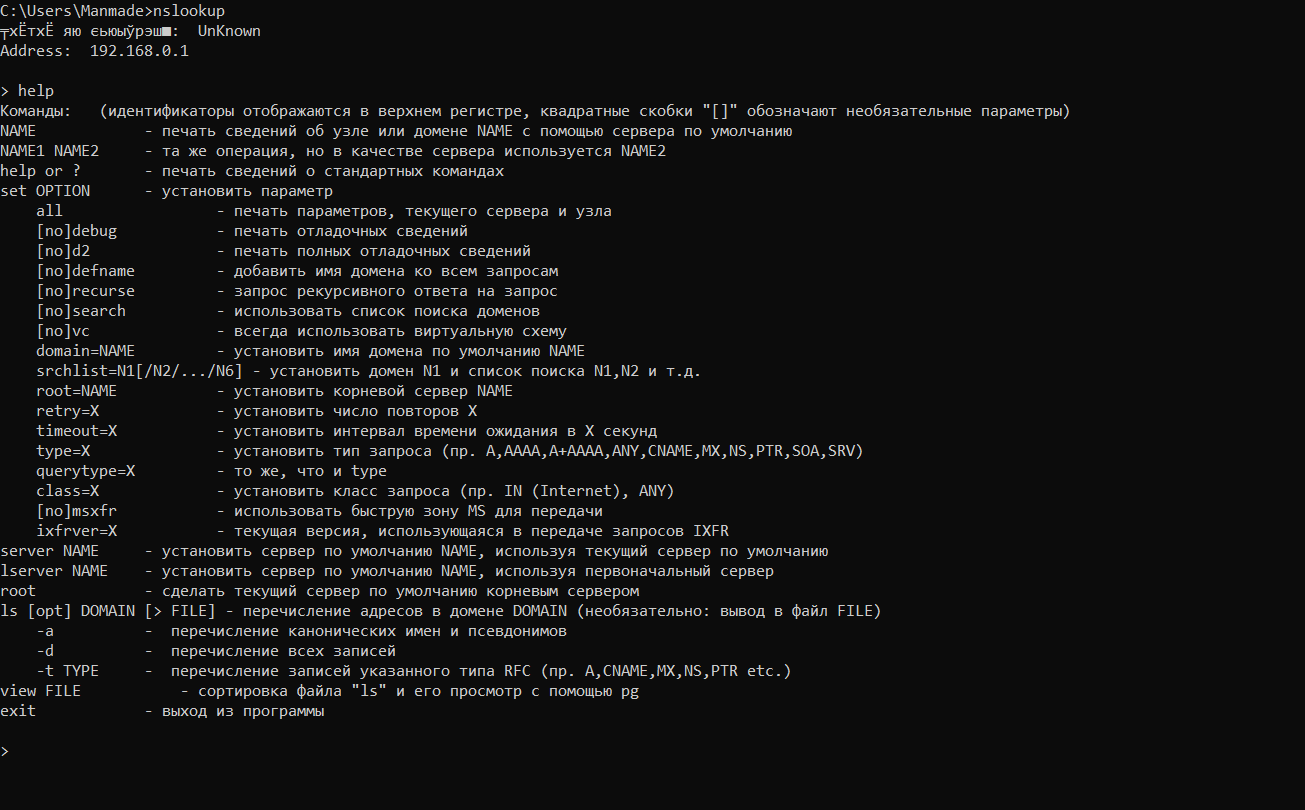 C:\Users\Manmade>nslookup
╤хЁтхЁ яю єьюыўрэш■:  UnKnown
Address:  192.168.0.1

> help
Команды:   (идентификаторы отображаются в верхнем регистре, квадратные скобки "[]" обозначают необязательные параметры)
NAME            - печать сведений об узле или домене NAME с помощью сервера по умолчанию
NAME1 NAME2     - та же операция, но в качестве сервера используется NAME2
help or ?       - печать сведений о стандартных командах
set OPTION      - установить параметр
    all                 - печать параметров, текущего сервера и узла
    [no]debug           - печать отладочных сведений
    [no]d2              - печать полных отладочных сведений
    [no]defname         - добавить имя домена ко всем запросам
    [no]recurse         - запрос рекурсивного ответа на запрос
    [no]search          - использовать список поиска доменов
    [no]vc              - всегда использовать виртуальную схему
    domain=NAME         - установить имя домена по умолчанию NAME
    srchlist=N1[/N2/.../N6] - установить домен N1 и список поиска N1,N2 и т.д.
    root=NAME           - установить корневой сервер NAME
    retry=X             - установить число повторов X
    timeout=X           - установить интервал времени ожидания в X секунд
    type=X              - установить тип запроса (пр. A,AAAA,A+AAAA,ANY,CNAME,MX,NS,PTR,SOA,SRV)
    querytype=X         - то же, что и type
    class=X             - установить класс запроса (пр. IN (Internet), ANY)
    [no]msxfr           - использовать быструю зону MS для передачи
    ixfrver=X           - текущая версия, использующаяся в передаче запросов IXFR
server NAME     - установить сервер по умолчанию NAME, используя текущий сервер по умолчанию
lserver NAME    - установить сервер по умолчанию NAME, используя первоначальный сервер
root            - сделать текущий сервер по умолчанию корневым сервером
ls [opt] DOMAIN [> FILE] - перечисление адресов в домене DOMAIN (необязательно: вывод в файл FILE)
    -a          -  перечисление канонических имен и псевдонимов
    -d          -  перечисление всех записей
    -t TYPE     -  перечисление записей указанного типа RFC (пр. A,CNAME,MX,NS,PTR etc.)
view FILE           - сортировка файла "ls" и его просмотр с помощью pg
exit            - выход из программы

>